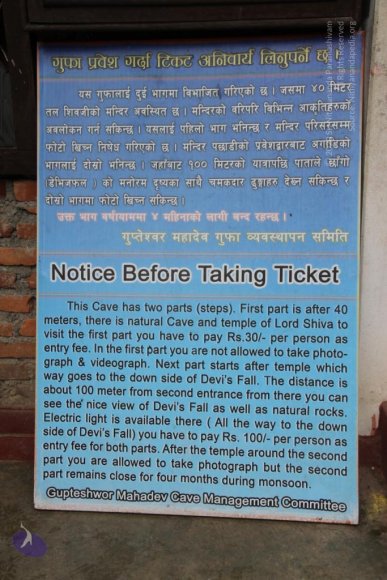 गुफा प्रवेश गर्दा टिकट अनिवार्य लिनुपर्ने छ
यस गुफालाई दुई भागमा विभाजित गरिएको छ । जसमा ४० मिटर
तल शिवजीको मन्दिर अवस्थित छ । मन्दिरको वरिपरि विभिन्न आकृतिहरुको
अवलोकन गर्न सकिन्छ । यसलाई पहिलो भाग भनिन्छ र मन्दिर परिसरसम्म
फोटो खिच्न निषेध गरिएको छ । मन्दिर पछाडीको प्रवेशद्वारबाट अगाडिको
भागलाई दोस्रो भनिन्छ । जहाँबाट १०० मिटरको यात्रापछि पाताले छाँगो
(डेभिजफल) को मनोरम दृष्यका साथै चमकदार ढुङ्गाहरु देख्न सकिन्छ र
दोस्रो भागमा फोटो खिच्न सकिन्छ ।
उक्त भाग वर्षायाममा ४ महिनाको लागी बन्द रहन्छ ।
गुप्तेश्वर महादेव गुफा व्यवस्थापन समिति
Notice Before Taking Ticket
This Cave has two parts (steps). First part is after 40
meters, there is natural Cave and temple of Lord Shiva to
visit the first part you have to pay Rs.30/- per person as
entry fee. In the first part you are not allowed to take photo-
graph & videograph. Next part starts after temple which
way goes to the down side of Devi's Fall. The distance is
about 100 meter from second entrance from there you can
see the nice view of Devi's Fall as well as natural rocks.
Electric light is available there ( All the way to the down
side of Devi's Fall) you have to pay Rs. 100/- per person as
entry fee for both parts. After the temple around the second
part you are allowed to take photograph but the second
part remains close for four months during monsoon.
Gupteshwor Mahadev Cave Management Committee